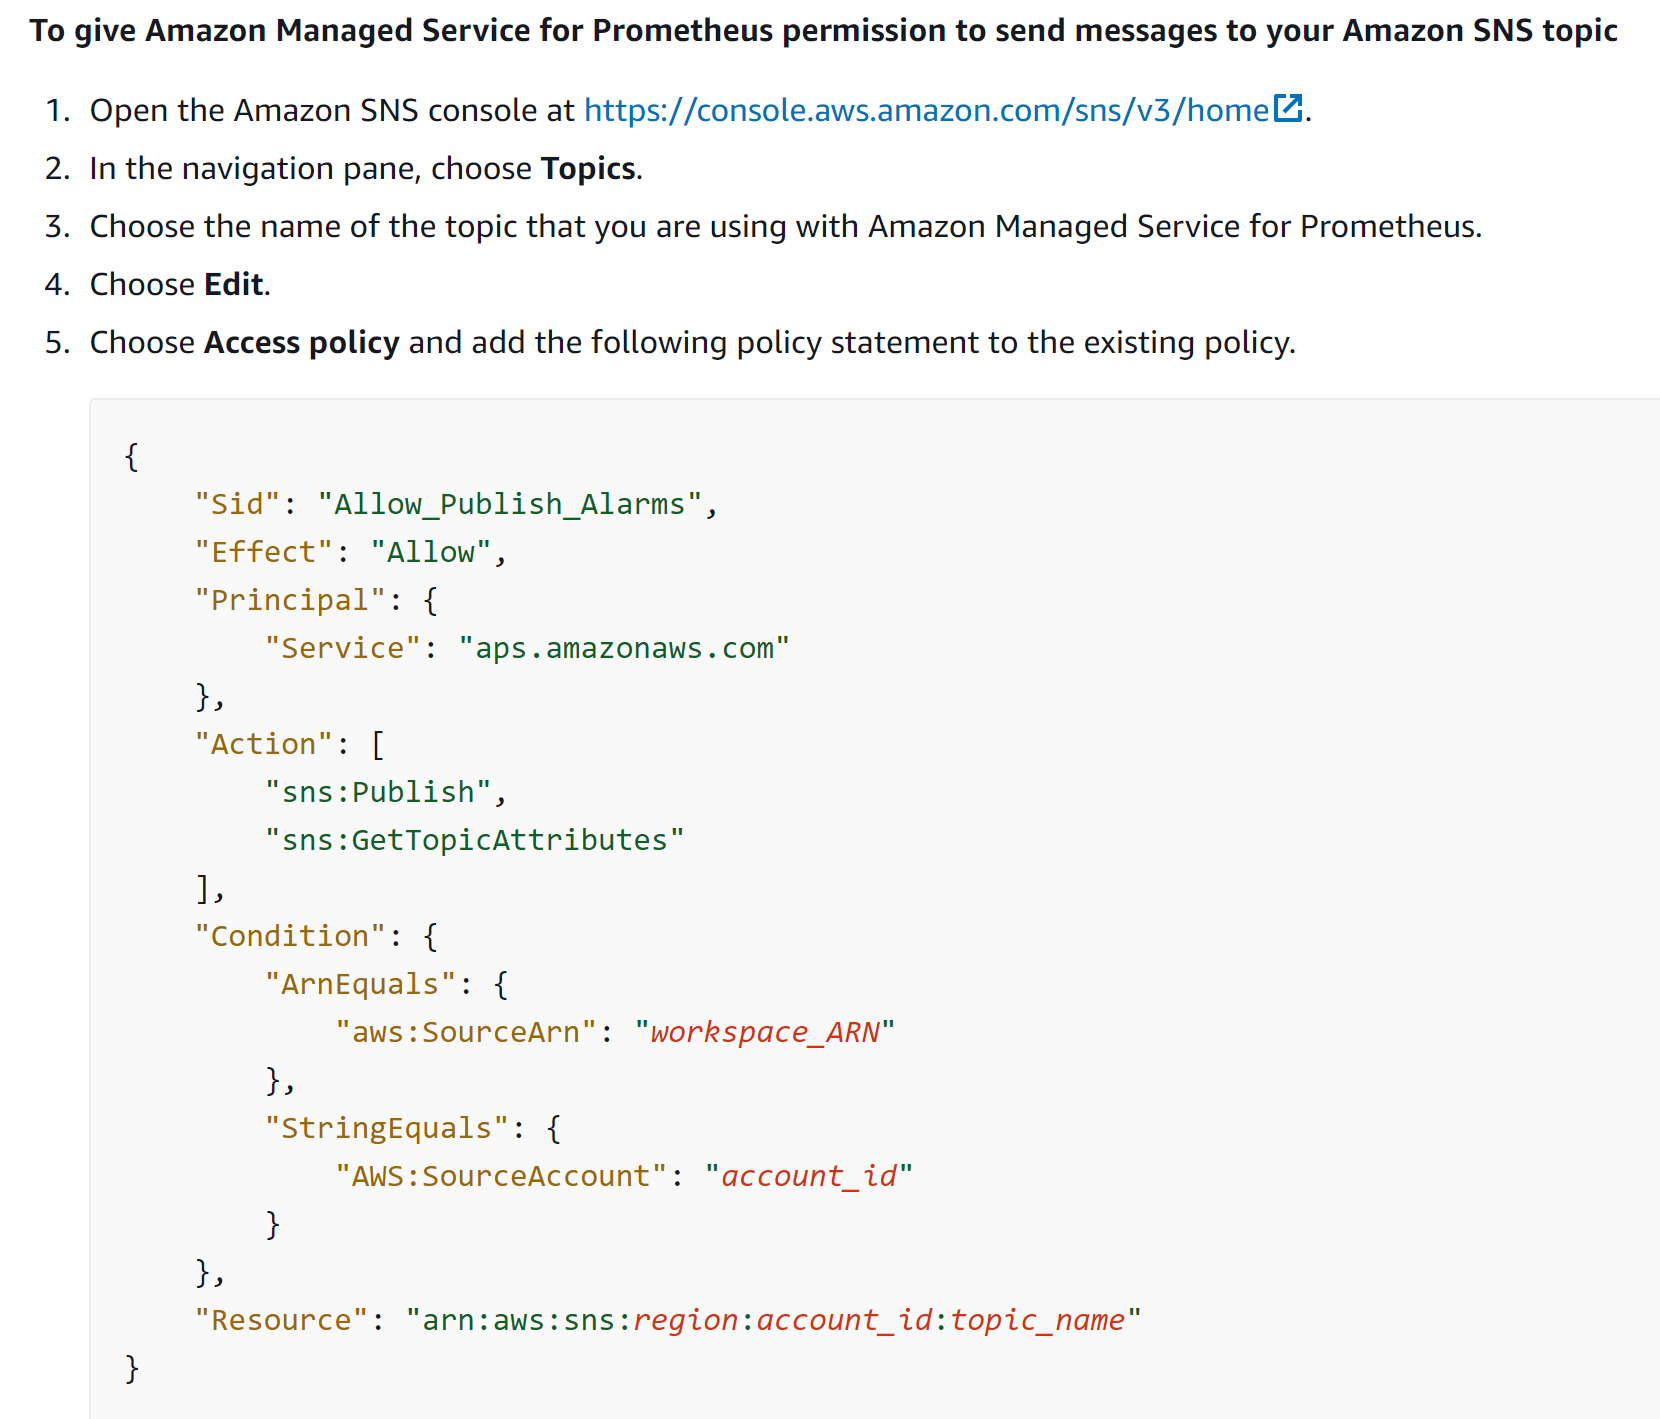 To give Amazon Managed Service for Prometheus permission to send messages to your Amazon SNS topic
1. Open the Amazon SNS console at https://console.aws.amazon.com/sns/v3/home.
2. In the navigation pane, choose Topics.
3. Choose the name of the topic that you are using with Amazon Managed Service for Prometheus.
4. Choose Edit.
5. Choose Access policy and add the following policy statement to the existing policy.
{
    "Sid": "Allow_Publish_Alarms",
    "Effect": "Allow",
    "Principal": {
        "Service": "aps.amazonaws.com"
    },
    "Action": [
        "sns:Publish",
        "sns:GetTopicAttributes"
    ],
    "Condition": {
        "ArnEquals": {
            "aws:SourceArn": "workspace_ARN"
        },
        "StringEquals": {
            "AWS:SourceAccount": "account_id"
        }
    },
    "Resource": "arn:aws:sns:region:account_id:topic_name"
}